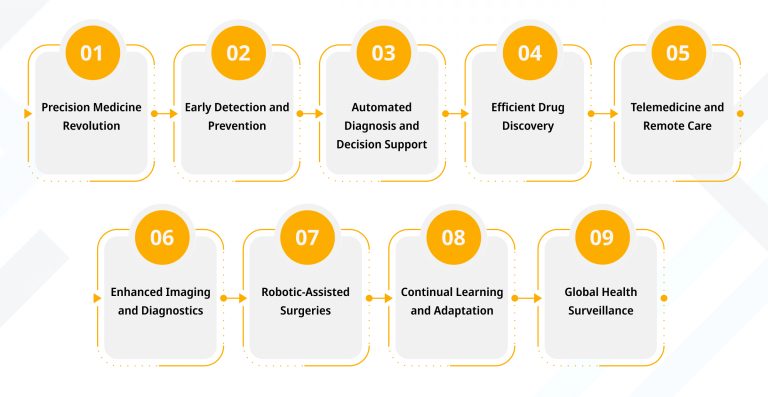 01
Precision Medicine
Revolution
02
Early Detection and
Prevention
03
Automated
Diagnosis and
Decision Support
04
Efficient Drug
Discovery
05
Telemedicine and
Remote Care
06
Enhanced Imaging
and Diagnostics
07
Robotic-Assisted
Surgeries
08
Continual Learning
and Adaptation
09
Global Health
Surveillance